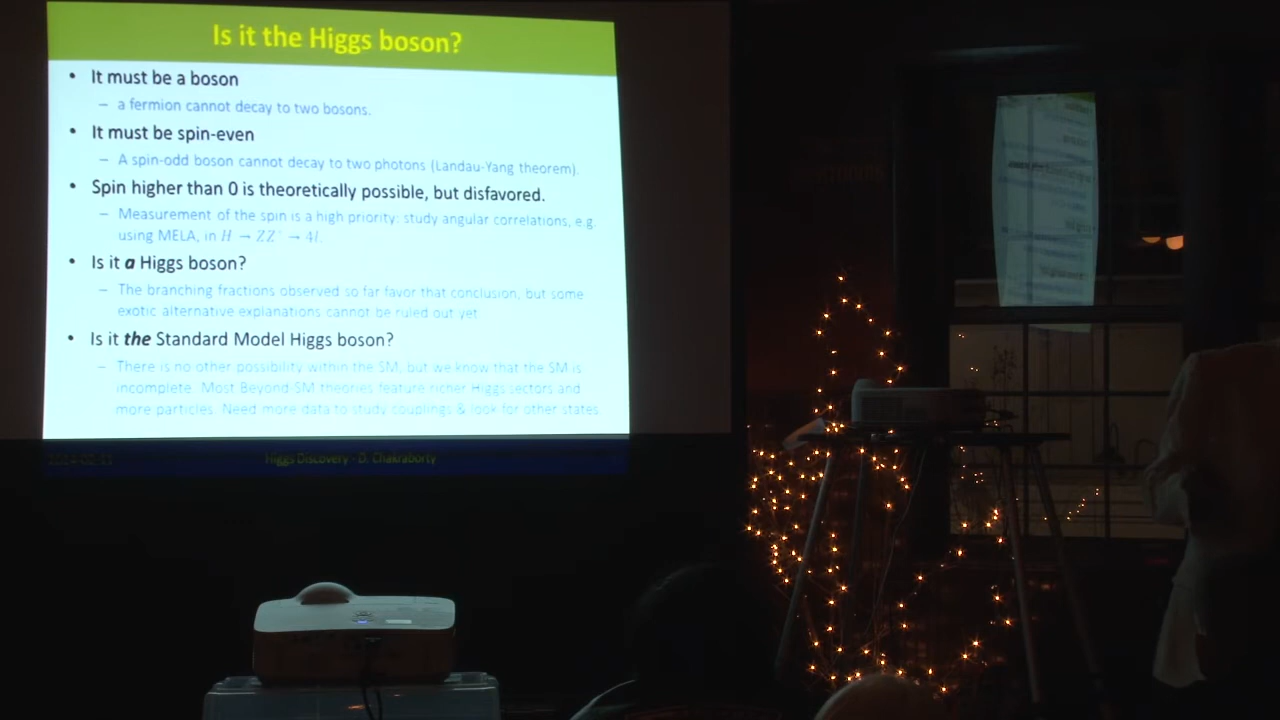 Is it the Higgs boson?
• It must be a boson
– a fermion cannot decay to two bosons.
• It must be spin-even
– A spin-odd boson cannot decay to two photons (Landau-Yang theorem).
• Spin higher than 0 is theoretically possible, but disfavored.
– Measurement of the spin is a high priority: study angular correlations, e.g.
using MELA, in H → ZZ* → 4l.
• Is it a Higgs boson?
– The branching fractions observed so far favor that conclusion, but some
exotic alternative explanations cannot be ruled out yet.
• Is it the Standard Model Higgs boson?
– There is no other possibility within the SM, but we know that the SM is
incomplete. Most Beyond-SM theories feature richer Higgs sectors and
more particles. Need more data to study couplings & look for other states.
Higgs Discovery - D. Chakraborty